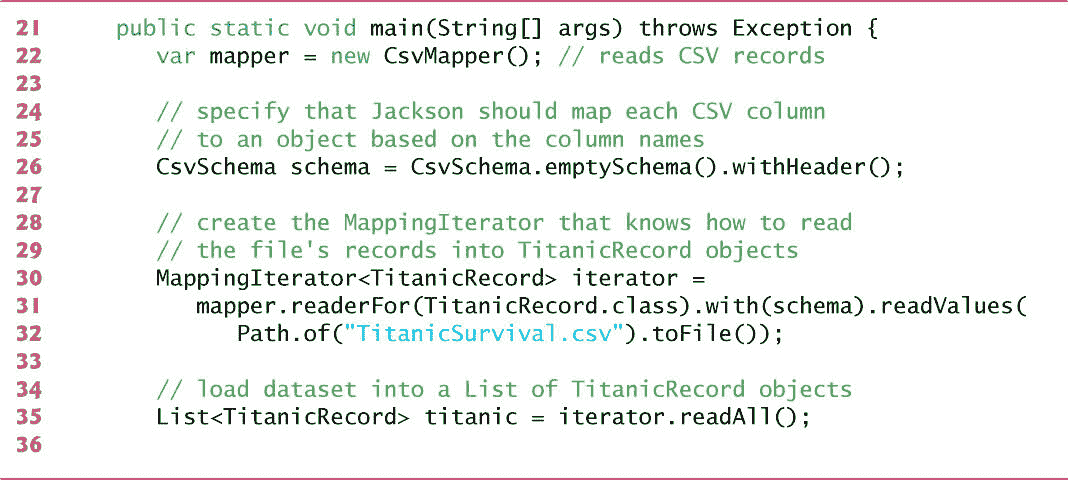 21 public static void main(String[] args) throws Exception {
22 var mapper = new CsvMapper(); // reads CSV records
23
24 // specify that Jackson should map each CSV column
25 // to an object based on the column names
26 CsvSchema schema = CsvSchema.emptySchema().withHeader();
27
28 // create the MappingIterator that knows how to read
29 // the file's records into TitanicRecord objects
30 MappingIterator<TitanicRecord> iterator =
31 mapper.readerFor(TitanicRecord.class).with(schema).readValues(
32 Path.of("TitanicSurvival.csv").toFile());
33
34 // load dataset into a List of TitanicRecord objects
35 List<TitanicRecord> titanic = iterator.readAll();
36